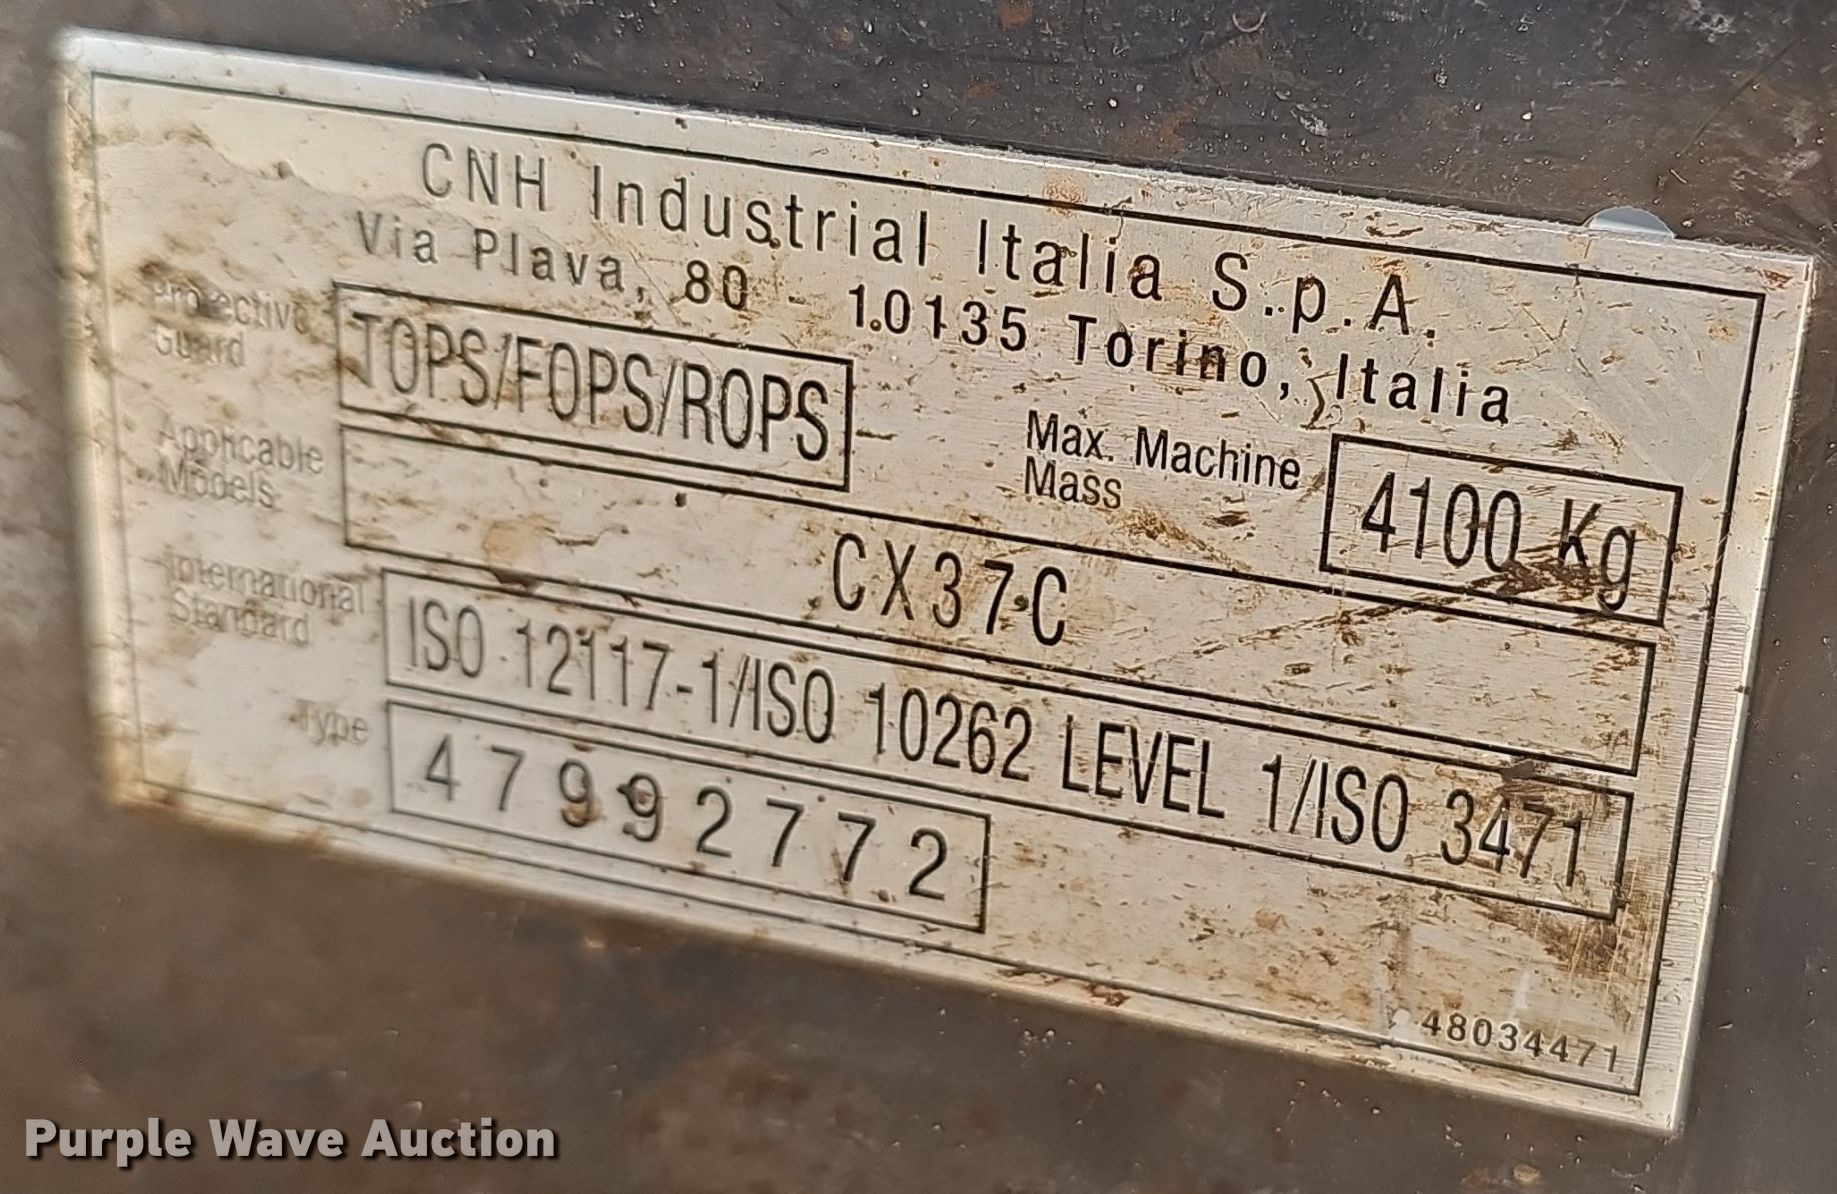 CNH Industrial Italia S.p.A.
Via Plava, 80 - 10135 Torino, Italia
Protective
Guard
TOPS/FOPS/ROPS
Max. Machine
Mass
4100 Kg
Applicable
Models
CX37C
International
Standard
ISO 12117-1/ISO 10262 LEVEL 1/ISO 3471
Type
47992772
48034471
Purple Wave Auction